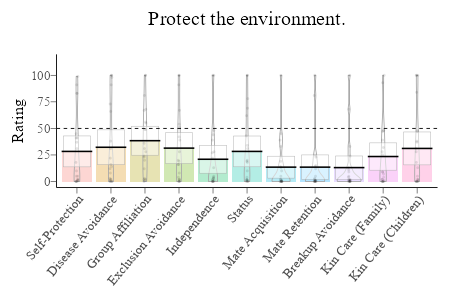 Protect the environment.
Rating
100
75
50
25
0
Self-Protection
Disease Avoidance
Group Affiliation
Exclusion Avoidance
Independence
Status
Mate Acquisition
Mate Retention
Breakup Avoidance
Kin Care (Family)
Kin Care (Children)